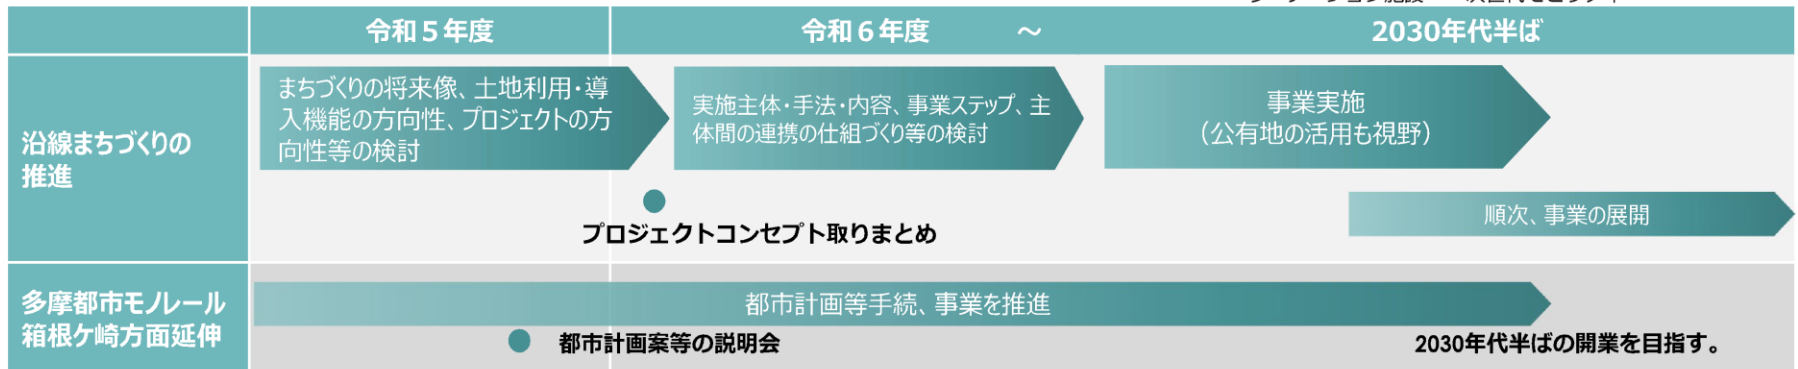 令和５年度
令和６年度 ～ 2030年代半ば
沿線まちづくりの
推進
まちづくりの将来像、土地利用・導
入機能の方向性、プロジェクトの方
向性等の検討
実施主体・手法・内容、事業ステップ、主
体間の連携の仕組づくり等の検討
事業実施
（公有地の活用も視野）
プロジェクトコンセプト取りまとめ
順次、事業の展開
多摩都市モノレール
箱根ケ崎方面延伸
都市計画等手続、事業を推進
都市計画案等の説明会
2030年代半ばの開業を目指す。